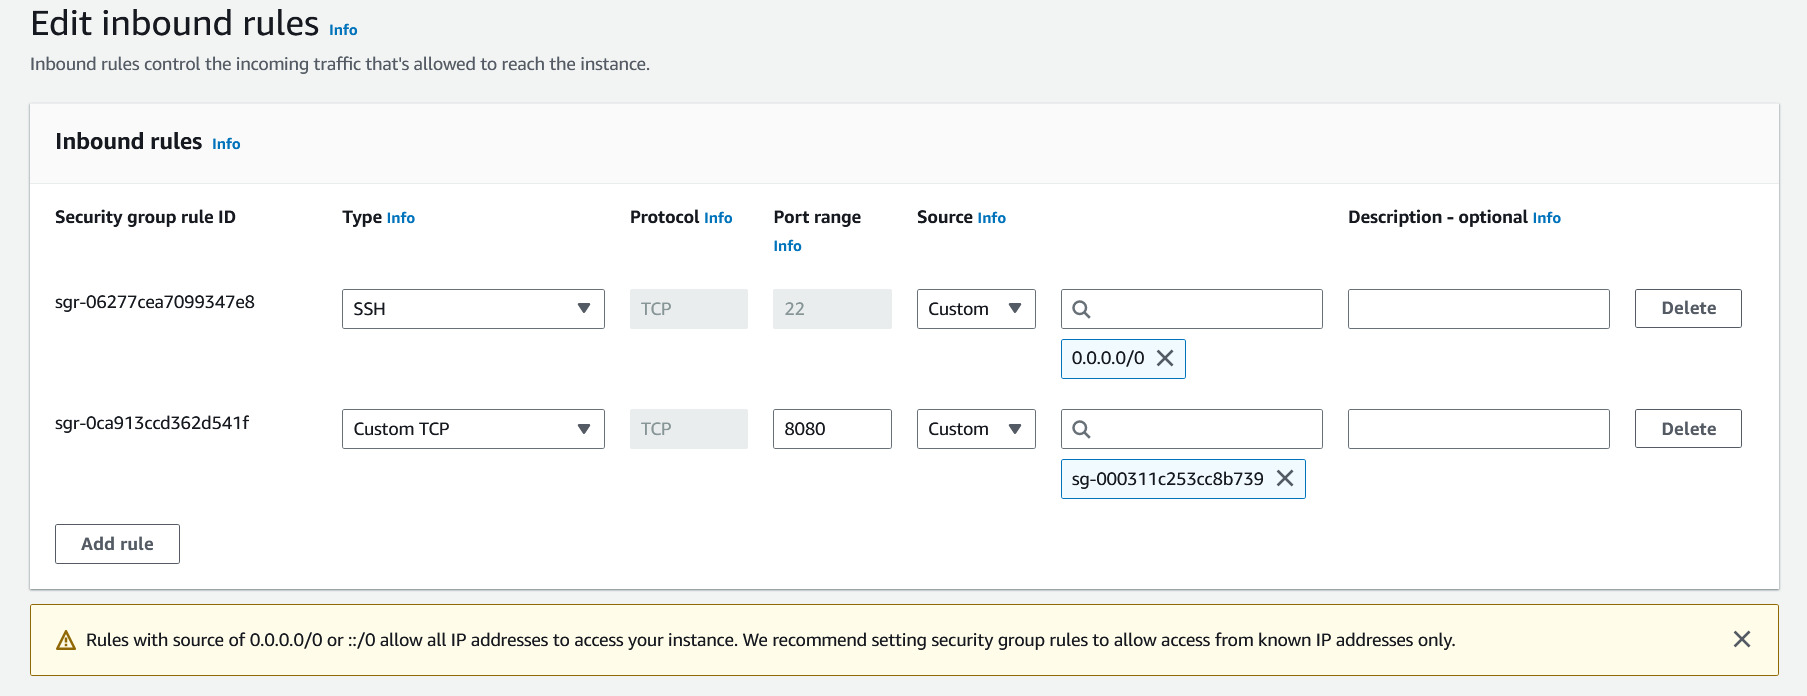 Edit inbound rules Info
Inbound rules control the incoming traffic that's allowed to reach the instance.
Inbound rules Info
Security group rule ID Type Info Protocol Info Port range Info Source Info Description - optional Info
sgr-06277cea7099347e8 SSH TCP 22 Custom Delete
0.0.0.0/0
sgr-0ca913ccd362d541f Custom TCP TCP 8080 Custom Delete
sg-000311c253cc8b739
Add rule
Rules with source of 0.0.0.0/0 or ::/0 allow all IP addresses to access your instance. We recommend setting security group rules to allow access from known IP addresses only.